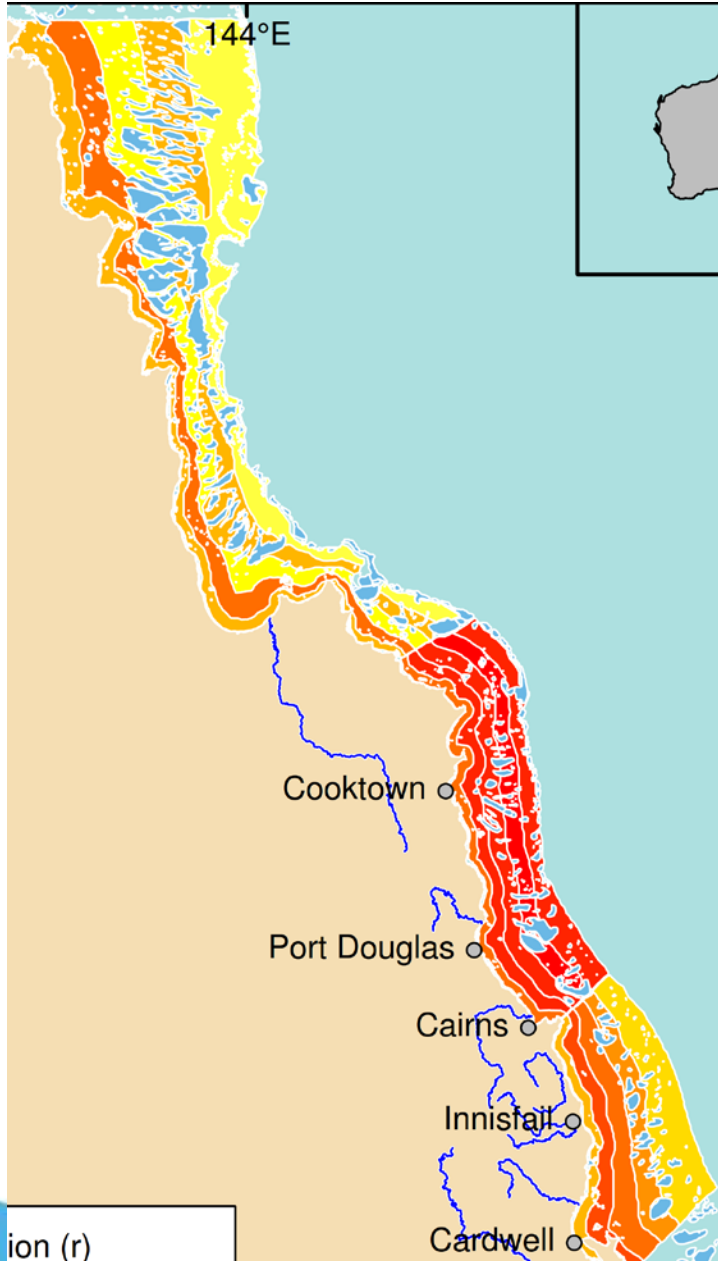 144°E
Cooktown
Port Douglas
Cairns
Innisfail
Cardwell
ion (r)